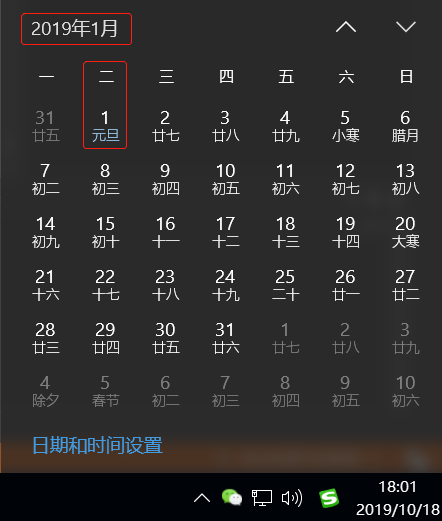 2019年1月
一 二 三 四 五 六 日
31 1 2 3 4 5 6
廿五 元旦 廿七 廿八 廿九 小寒 腊月
7 8 9 10 11 12 13
初二 初三 初四 初五 初六 初七 初八
14 15 16 17 18 19 20
初九 初十 十一 十二 十三 十四 大寒
21 22 23 24 25 26 27
十六 十七 十八 十九 二十 廿一 廿二
28 29 30 31 1 2 3
廿三 廿四 廿五 廿六 廿七 廿八 廿九
4 5 6 7 8 9 10
除夕 春节 初二 初三 初四 初五 初六
日期和时间设置
18:01
2019/10/18